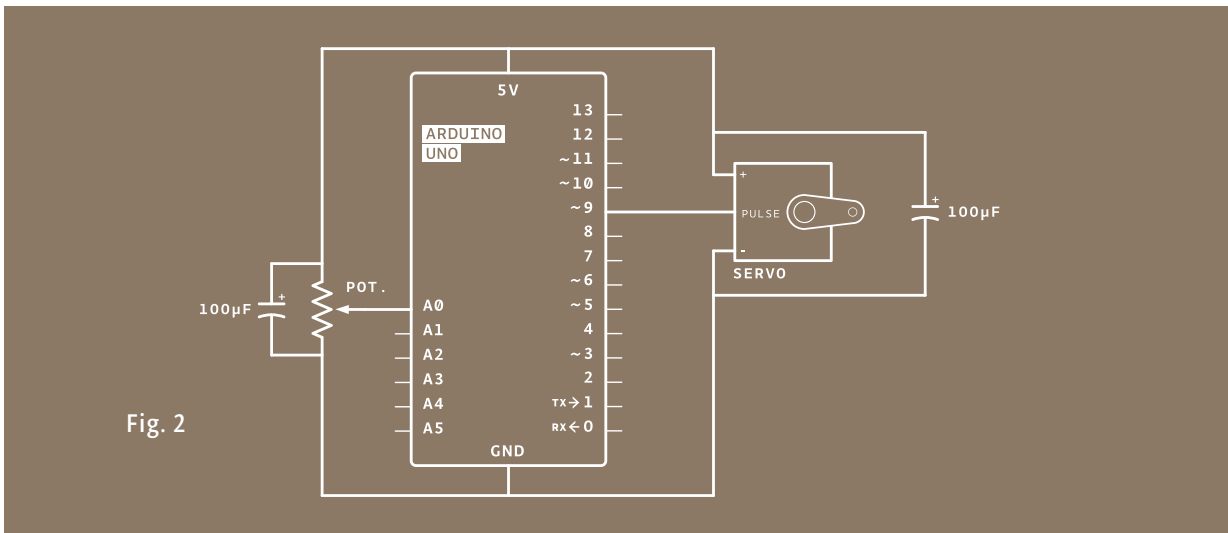 5V
ARDUINO
UNO
13
12
~11
~10
~9
8
7
~6
~5
4
~3
2
TX→1
RX←0
A0
A1
A2
A3
A4
A5
GND
POT.
+
100µF
+
PULSE
-
SERVO
+
100µF
Fig. 2